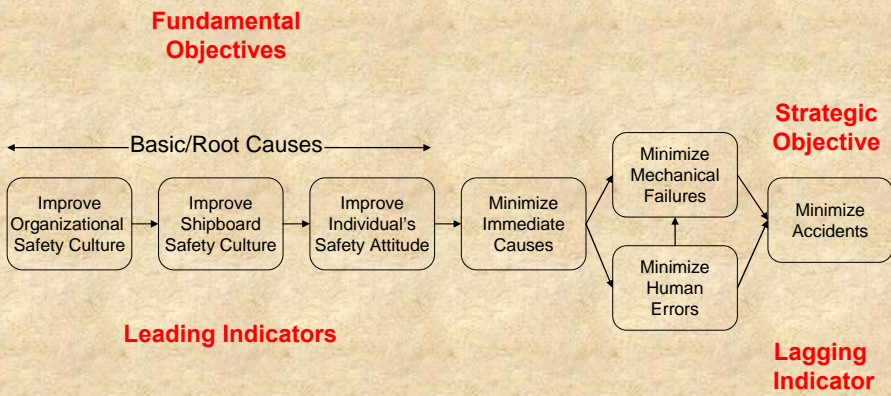 Fundamental
Objectives
Basic/Root Causes
Strategic
Objective
Improve
Organizational
Safety Culture
Improve
Shipboard
Safety Culture
Improve
Individual's
Safety Attitude
Minimize
Immediate
Causes
Minimize
Mechanical
Failures
Minimize
Human
Errors
Minimize
Accidents
Leading Indicators
Lagging
Indicator